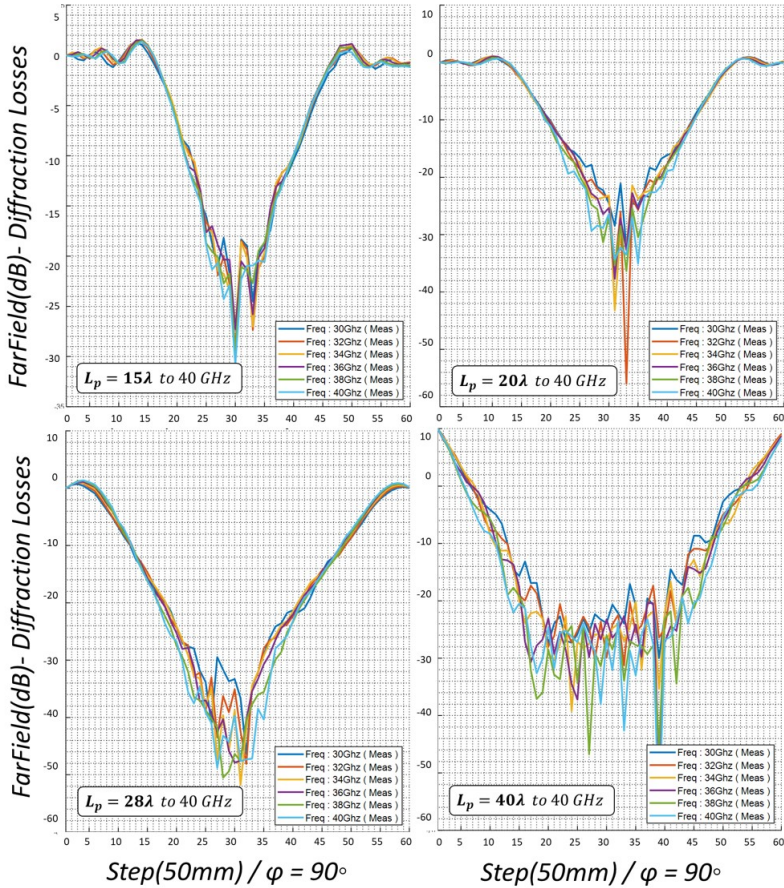 FarField(dB)- Diffraction Losses
5
0
-5
-10
-15
-20
-25
-30
-35
0 5 10 15 20 25 30 35 40 45 50 55 60
Freq : 30Ghz ( Meas )
Freq : 32Ghz ( Meas )
Freq : 34Ghz ( Meas )
Freq : 36Ghz ( Meas )
Freq : 38Ghz ( Meas )
Freq : 40Ghz ( Meas )
Lp = 15λ to 40 GHz
10
0
-10
-20
-30
-40
-50
-60
0 5 10 15 20 25 30 35 40 45 50 55 60
Freq : 30Ghz ( Meas )
Freq : 32Ghz ( Meas )
Freq : 34Ghz ( Meas )
Freq : 36Ghz ( Meas )
Freq : 38Ghz ( Meas )
Freq : 40Ghz ( Meas )
Lp = 20λ to 40 GHz
FarField(dB)- Diffraction Losses
10
0
-10
-20
-30
-40
-50
-60
0 5 10 15 20 25 30 35 40 45 50 55 60
Freq : 30Ghz ( Meas )
Freq : 32Ghz ( Meas )
Freq : 34Ghz ( Meas )
Freq : 36Ghz ( Meas )
Freq : 38Ghz ( Meas )
Freq : 40Ghz ( Meas )
Lp = 28λ to 40 GHz
Step(50mm) / φ = 90°
10
0
-10
-20
-30
-40
-50
-60
0 5 10 15 20 25 30 35 40 45 50 55 60
Freq : 30Ghz ( Meas )
Freq : 32Ghz ( Meas )
Freq : 34Ghz ( Meas )
Freq : 36Ghz ( Meas )
Freq : 38Ghz ( Meas )
Freq : 40Ghz ( Meas )
Lp = 40λ to 40 GHz
Step(50mm) / φ = 90°